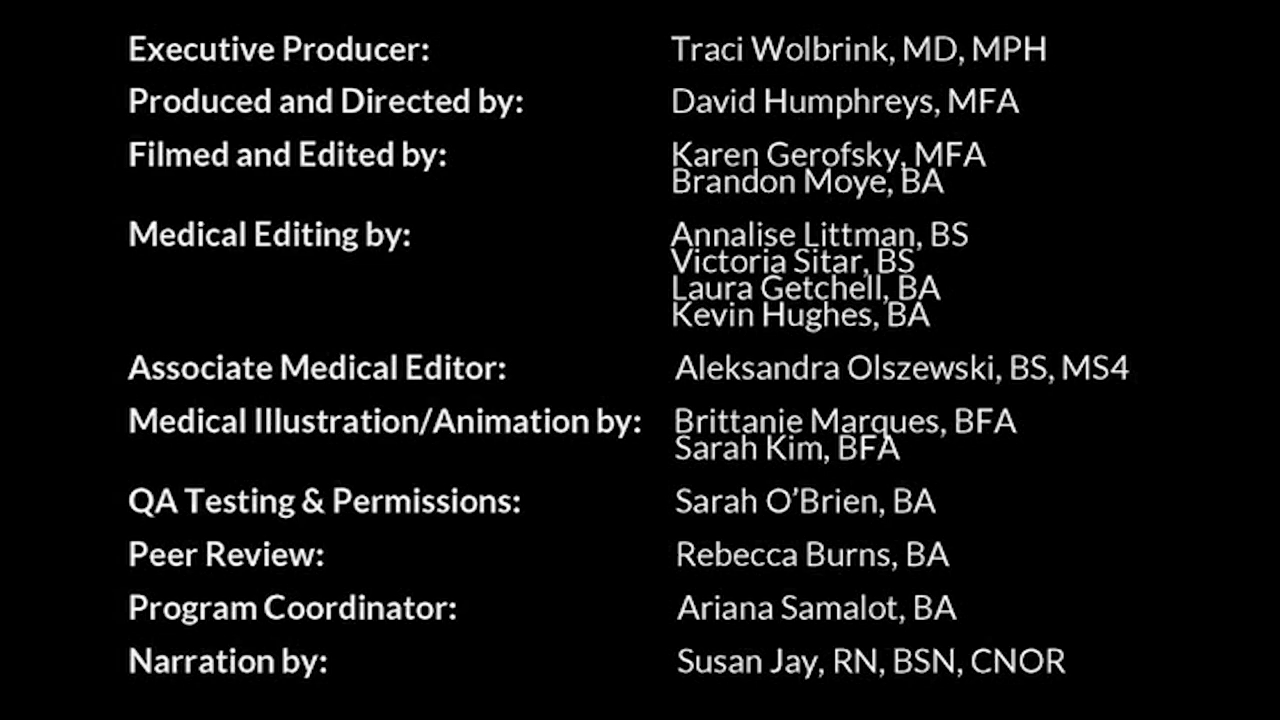 Executive Producer: Traci Wolbrink, MD, MPH
Produced and Directed by: David Humphreys, MFA
Filmed and Edited by: Karen Gerofsky, MFA
Brandon Moye, BA
Medical Editing by: Annalise Littman, BS
Victoria Sitar, BS
Laura Getchell, BA
Kevin Hughes, BA
Associate Medical Editor: Aleksandra Olszewski, BS, MS4
Medical Illustration/Animation by: Brittanie Marques, BFA
Sarah Kim, BFA
QA Testing & Permissions: Sarah O’Brien, BA
Peer Review: Rebecca Burns, BA
Program Coordinator: Ariana Samalot, BA
Narration by: Susan Jay, RN, BSN, CNOR